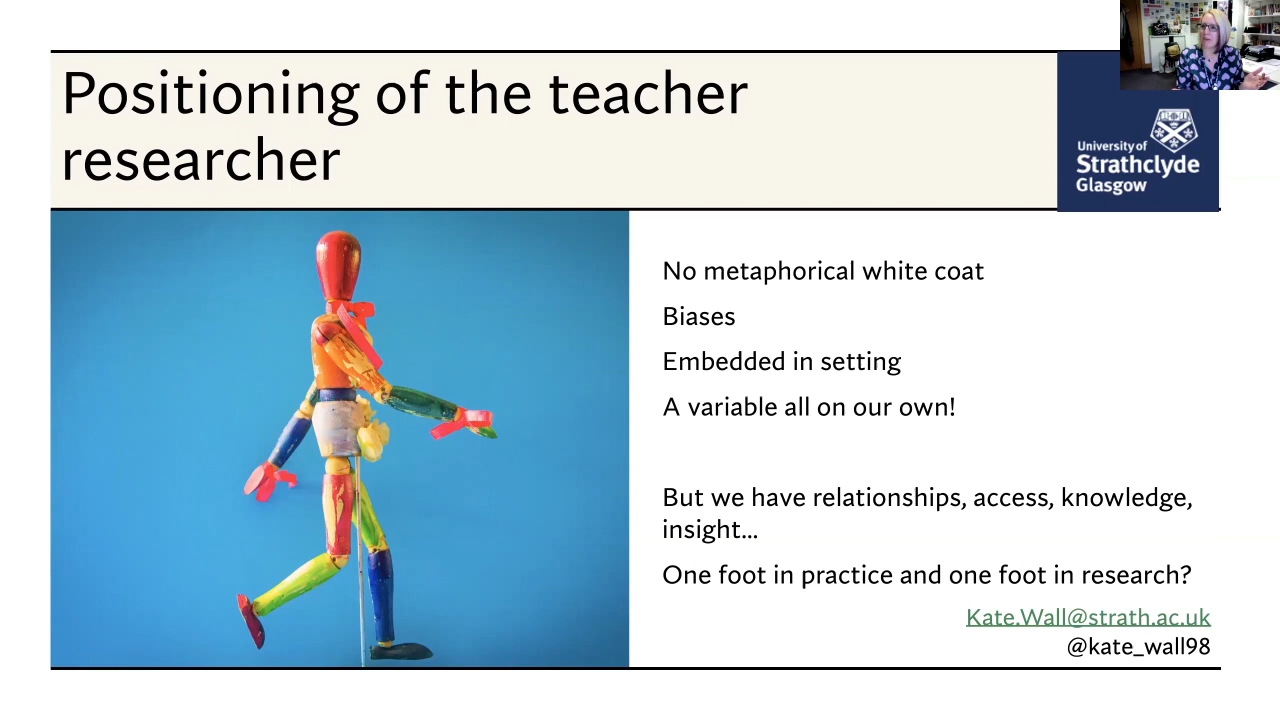 Positioning of the teacher
researcher
University of
Strathclyde
Glasgow
No metaphorical white coat
Biases
Embedded in setting
A variable all on our own!
But we have relationships, access, knowledge,
insight...
One foot in practice and one foot in research?
Kate.Wall@strath.ac.uk
@kate_wall98